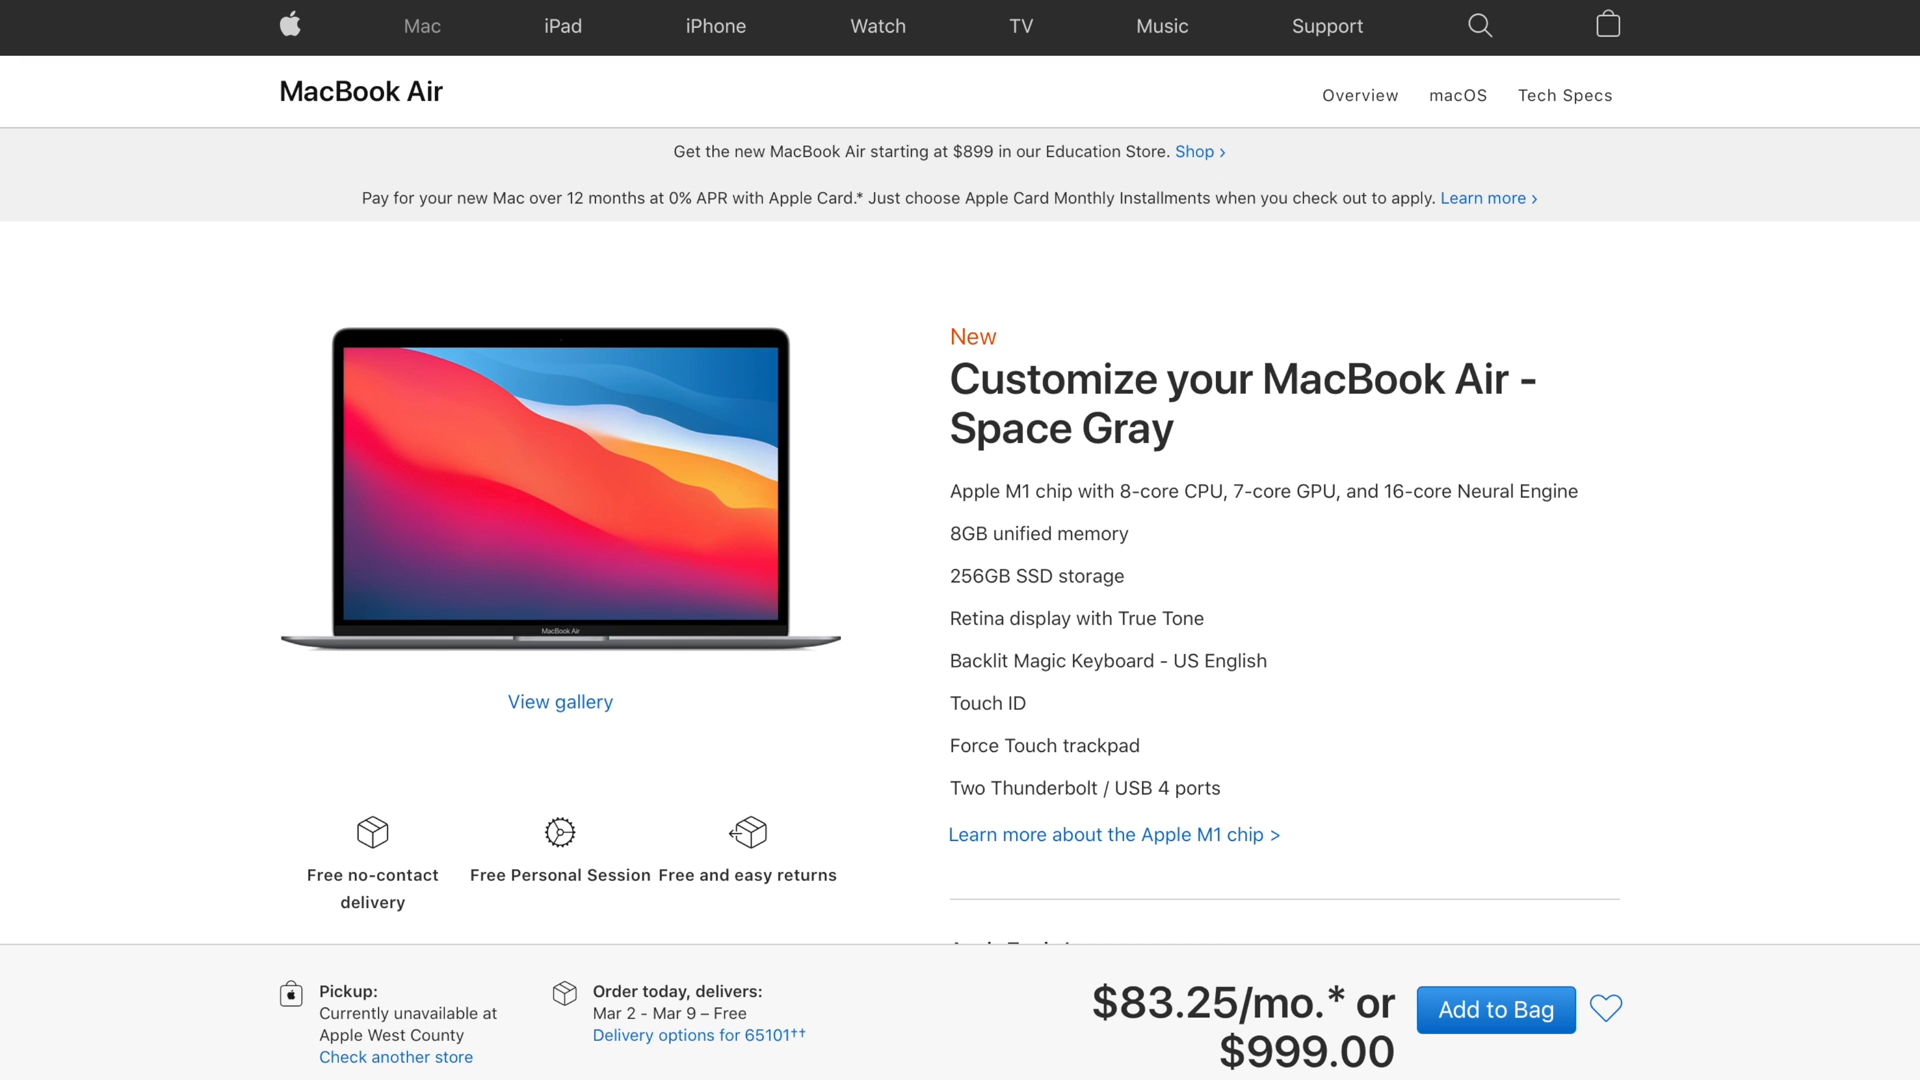 Mac
iPad
iPhone
Watch
TV
Music
Support
MacBook Air
Overview
macOS
Tech Specs
Get the new MacBook Air starting at $899 in our Education Store. Shop ›
Pay for your new Mac over 12 months at 0% APR with Apple Card.* Just choose Apple Card Monthly Installments when you check out to apply. Learn more ›
MacBook Air
View gallery
Free no-contact
delivery
Free Personal Session
Free and easy returns
New
Customize your MacBook Air -
Space Gray
Apple M1 chip with 8-core CPU, 7-core GPU, and 16-core Neural Engine
8GB unified memory
256GB SSD storage
Retina display with True Tone
Backlit Magic Keyboard - US English
Touch ID
Force Touch trackpad
Two Thunderbolt / USB 4 ports
Learn more about the Apple M1 chip >
Pickup:
Currently unavailable at
Apple West County
Check another store
Order today, delivers:
Mar 2 - Mar 9 – Free
Delivery options for 65101††
$83.25/mo.* or
$999.00
Add to Bag